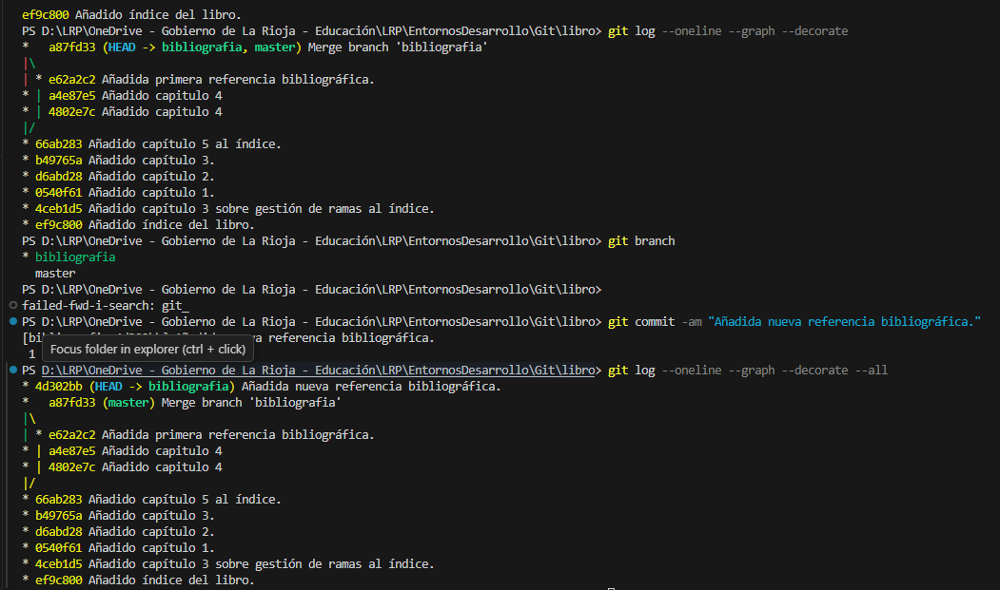 ef9c800 Añadido índice del libro.
PS D:\LRP\OneDrive - Gobierno de La Rioja - Educación\LRP\EntornosDesarrollo\Git\libro> git log --oneline --graph --decorate
*   a87fd33 (HEAD -> bibliografia, master) Merge branch 'bibliografia'
|\
| * e62a2c2 Añadida primera referencia bibliográfica.
* | a4e87e5 Añadido capitulo 4
* | 4802e7c Añadido capitulo 4
|/
* 66ab283 Añadido capítulo 5 al índice.
* b49765a Añadido capítulo 3.
* d6abd28 Añadido capítulo 2.
* 0540f61 Añadido capítulo 1.
* 4ceb1d5 Añadido capítulo 3 sobre gestión de ramas al índice.
* ef9c800 Añadido índice del libro.
PS D:\LRP\OneDrive - Gobierno de La Rioja - Educación\LRP\EntornosDesarrollo\Git\libro> git branch
* bibliografia
  master
PS D:\LRP\OneDrive - Gobierno de La Rioja - Educación\LRP\EntornosDesarrollo\Git\libro>
failed-fwd-i-search: git_
PS D:\LRP\OneDrive - Gobierno de La Rioja - Educación\LRP\EntornosDesarrollo\Git\libro> git commit -am "Añadida nueva referencia bibliográfica."
referencia bibliográfica.
1
Focus folder in explorer (ctrl + click)
PS D:\LRP\OneDrive - Gobierno de La Rioja - Educación\LRP\EntornosDesarrollo\Git\libro> git log --oneline --graph --decorate --all
* 4d302bb (HEAD -> bibliografia) Añadida nueva referencia bibliográfica.
*   a87fd33 (master) Merge branch 'bibliografia'
|\
| * e62a2c2 Añadida primera referencia bibliográfica.
* | a4e87e5 Añadido capitulo 4
* | 4802e7c Añadido capitulo 4
|/
* 66ab283 Añadido capítulo 5 al índice.
* b49765a Añadido capítulo 3.
* d6abd28 Añadido capítulo 2.
* 0540f61 Añadido capítulo 1.
* 4ceb1d5 Añadido capítulo 3 sobre gestión de ramas al índice.
* ef9c800 Añadido índice del libro.